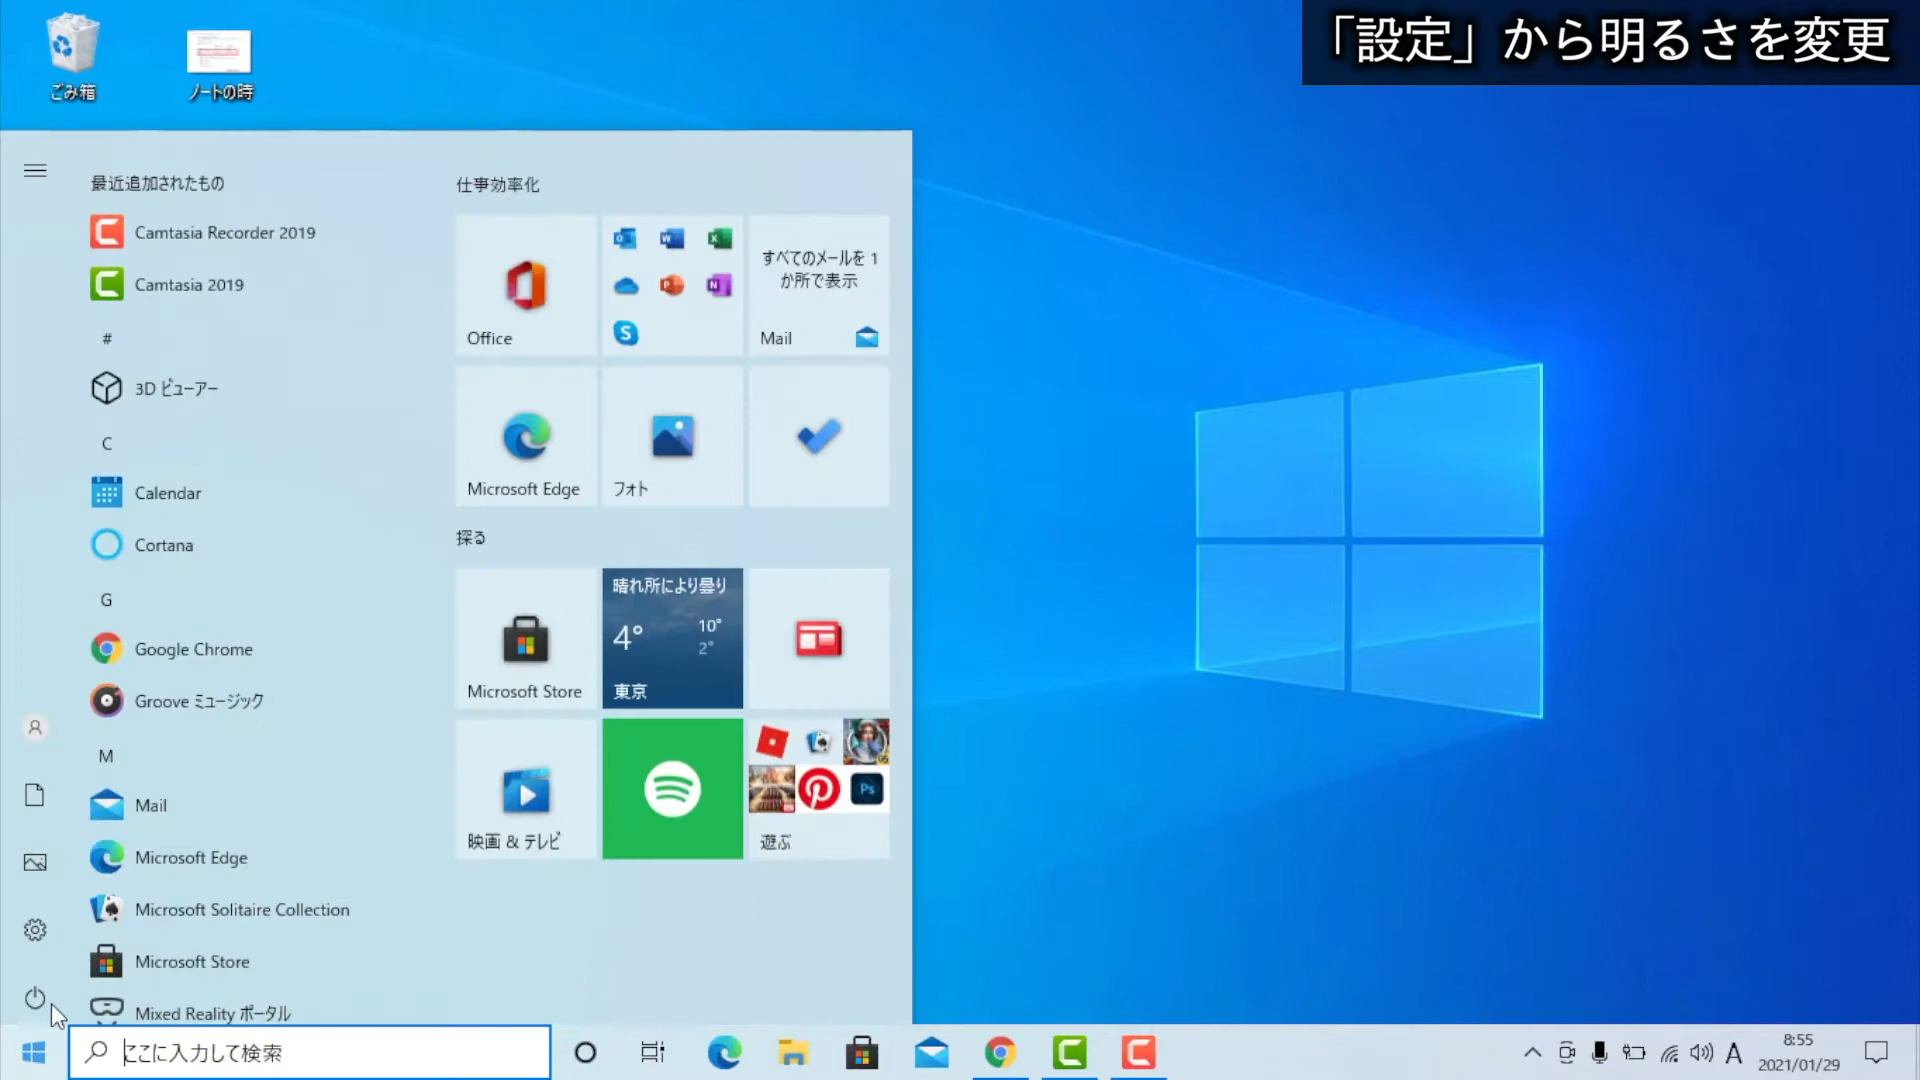 「設定」から明るさを変更
ごみ箱
ノートの時
最近追加されたもの
Camtasia Recorder 2019
Camtasia 2019
#
3D ビューアー
C
Calendar
Cortana
G
Google Chrome
Groove ミュージック
M
Mail
Microsoft Edge
Microsoft Solitaire Collection
Microsoft Store
Mixed Reality ポータル
仕事効率化
Office
すべてのメールを 1
か所で表示
Mail
Microsoft Edge
フォト
探る
Microsoft Store
晴れ所により曇り
4° 10°
2°
東京
映画 & テレビ
Ps
遊ぶ
ここに入力して検索
A
8:55
2021/01/29